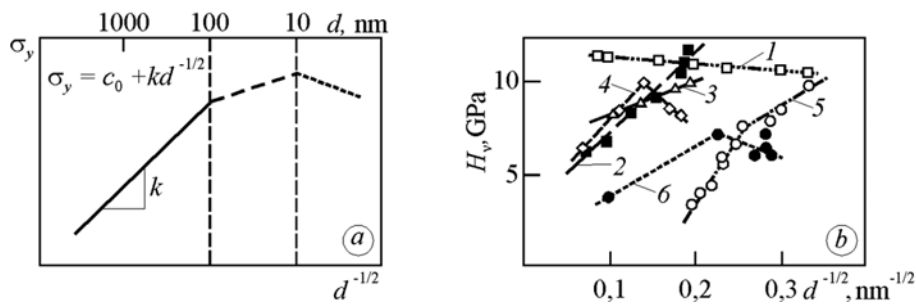 1000 100 10 d, nm
σy
σy = c0 + kd-1/2
k
a
d-1/2
Hv, GPa
10
5
1
2
3
4
5
6
b
0,1 0,2 0,3 d-1/2, nm-1/2